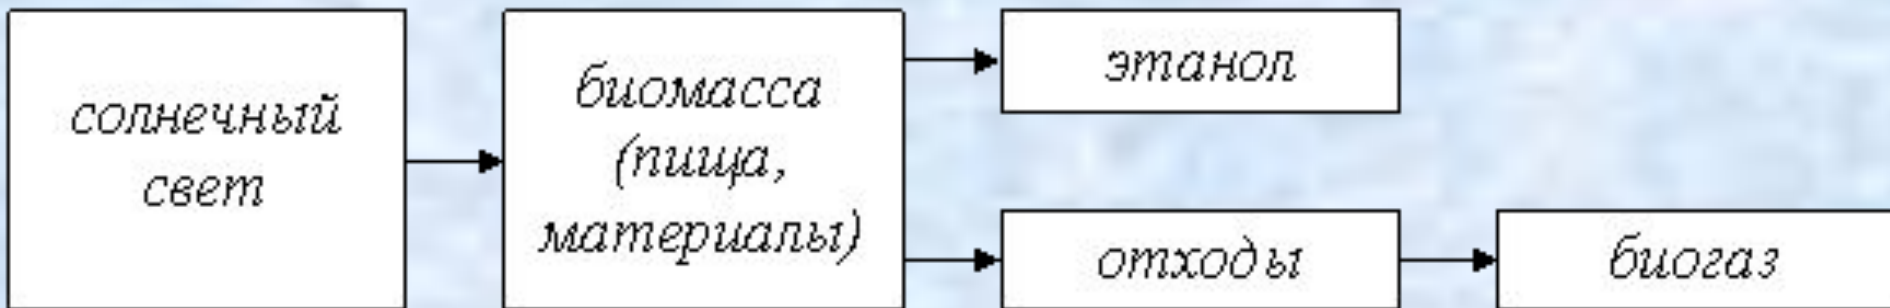 солнечный
свет
биомасса
(пища,
материалы)
этанол
отходы
биогаз